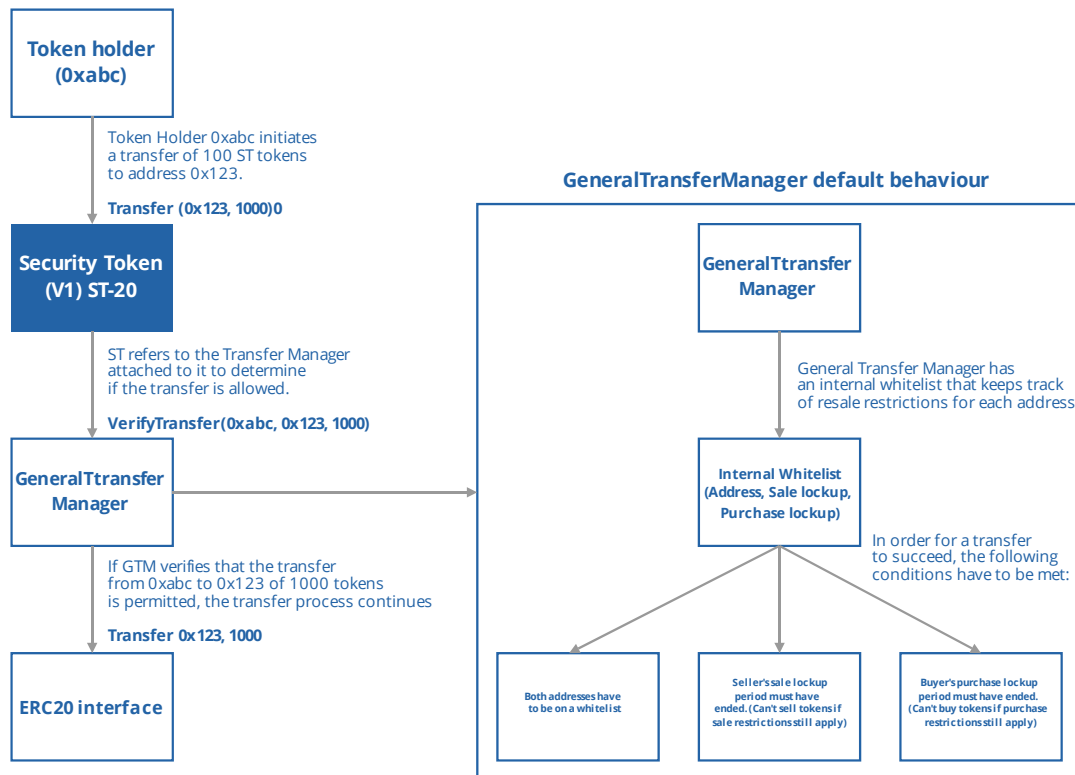 Token holder
(0xabc)
Token Holder 0xabc initiates
a transfer of 100 ST tokens
to address 0x123.
Transfer (0x123, 1000)0
Security Token
(V1) ST-20
ST refers to the Transfer Manager
attached to it to determine
if the transfer is allowed.
VerifyTransfer(0xabc, 0x123, 1000)
GeneralTtransfer
Manager
If GTM verifies that the transfer
from 0xabc to 0x123 of 1000 tokens
is permitted, the transfer process continues
Transfer 0x123, 1000
ERC20 interface
GeneralTransferManager default behaviour
GeneralTtransfer
Manager
General Transfer Manager has
an internal whitelist that keeps track
of resale restrictions for each address
Internal Whitelist
(Address, Sale lockup,
Purchase lockup)
In order for a transfer
to succeed, the following
conditions have to be met:
Both addresses have
to be on a whitelist
Seller's sale lockup
period must have
ended. (Can't sell tokens if
sale restrictions still apply)
Buyer's purchase lockup
period must have ended.
(Can't buy tokens if purchase
restrictions still apply)